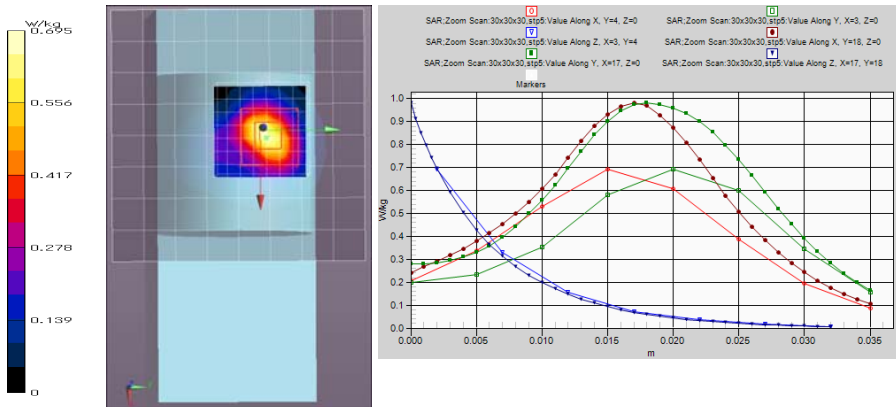 W/kg
0.695
0.556
0.417
0.278
0.139
0
SAR;Zoom Scan:30x30x30,stp5:Value Along X, Y=4, Z=0
SAR;Zoom Scan:30x30x30,stp5:Value Along Y, X=3, Z=0
SAR;Zoom Scan:30x30x30,stp5:Value Along Z, X=3, Y=4
SAR;Zoom Scan:30x30x30,stp5:Value Along X, Y=18, Z=0
SAR;Zoom Scan:30x30x30,stp5:Value Along Y, X=17, Z=0
SAR;Zoom Scan:30x30x30,stp5:Value Along Z, X=17, Y=18
Markers
1.0
0.9
0.8
0.7
0.6
0.5
0.4
0.3
0.2
0.1
0.0
W/kg
0.000 0.005 0.010 0.015 0.020 0.025 0.030 0.035
m